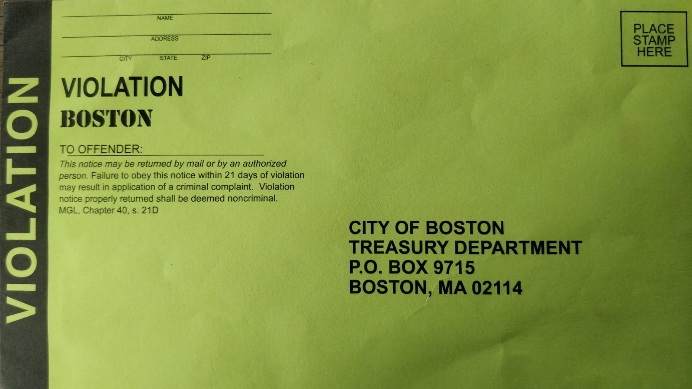 VIOLATION
NAME
ADDRESS
CITY STATE ZIP
VIOLATION
BOSTON
TO OFFENDER:
This notice may be returned by mail or by an authorized
person. Failure to obey this notice within 21 days of violation
may result in application of a criminal complaint. Violation
notice properly returned shall be deemed noncriminal.
MGL, Chapter 40, s. 21D
PLACE
STAMP
HERE
CITY OF BOSTON
TREASURY DEPARTMENT
P.O. BOX 9715
BOSTON, MA 02114